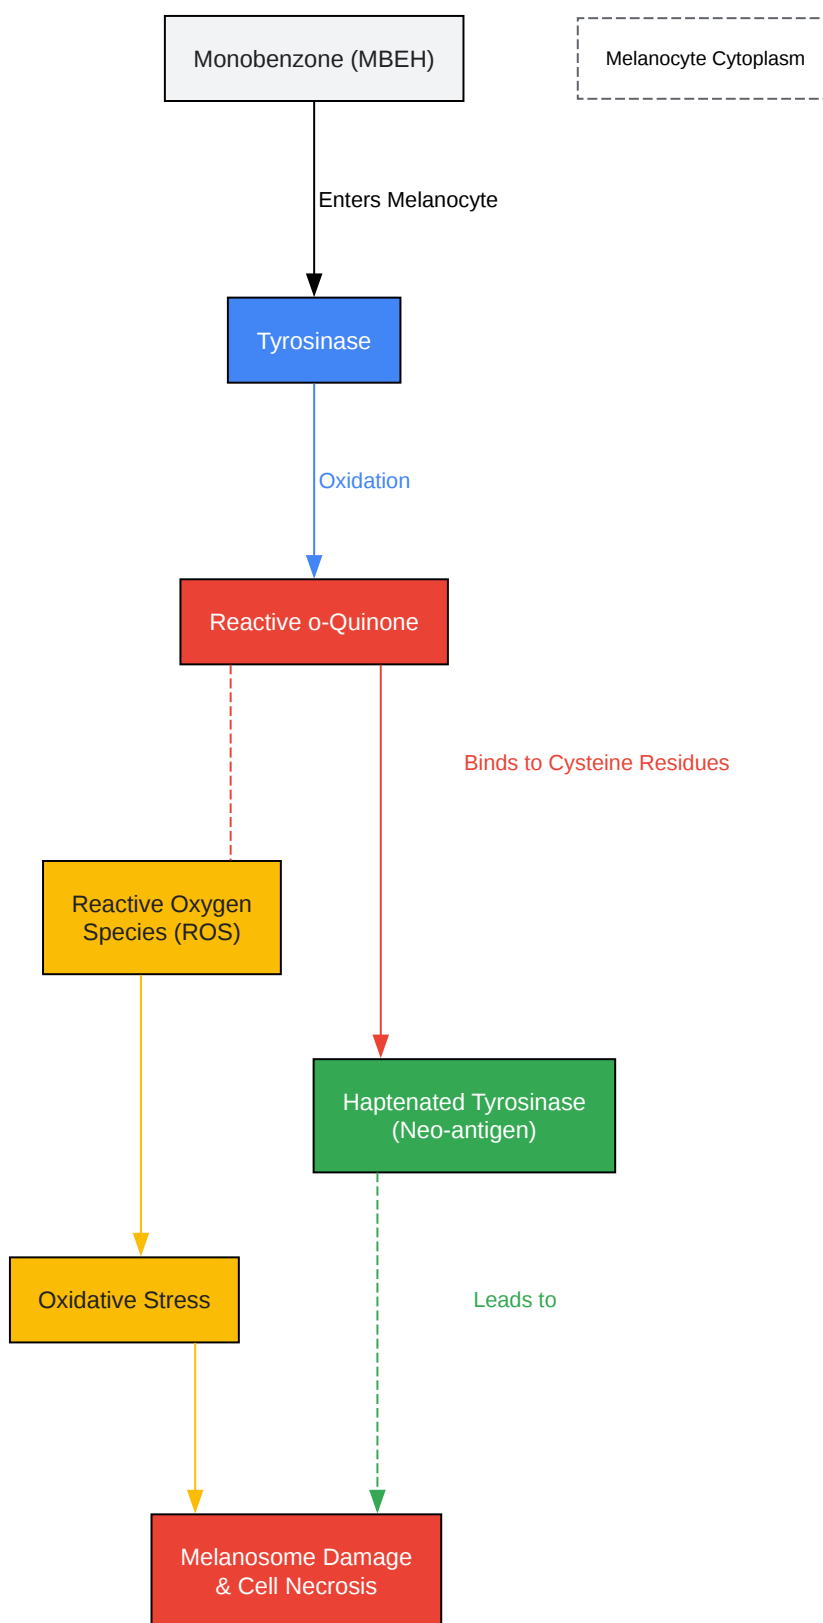 Monobenzone (MBEH)
Melanocyte Cytoplasm
Enters Melanocyte
Tyrosinase
Oxidation
Reactive o-Quinone
Binds to Cysteine Residues
Reactive Oxygen
Species (ROS)
Haptenated Tyrosinase
(Neo-antigen)
Oxidative Stress
Leads to
Melanosome Damage
& Cell Necrosis